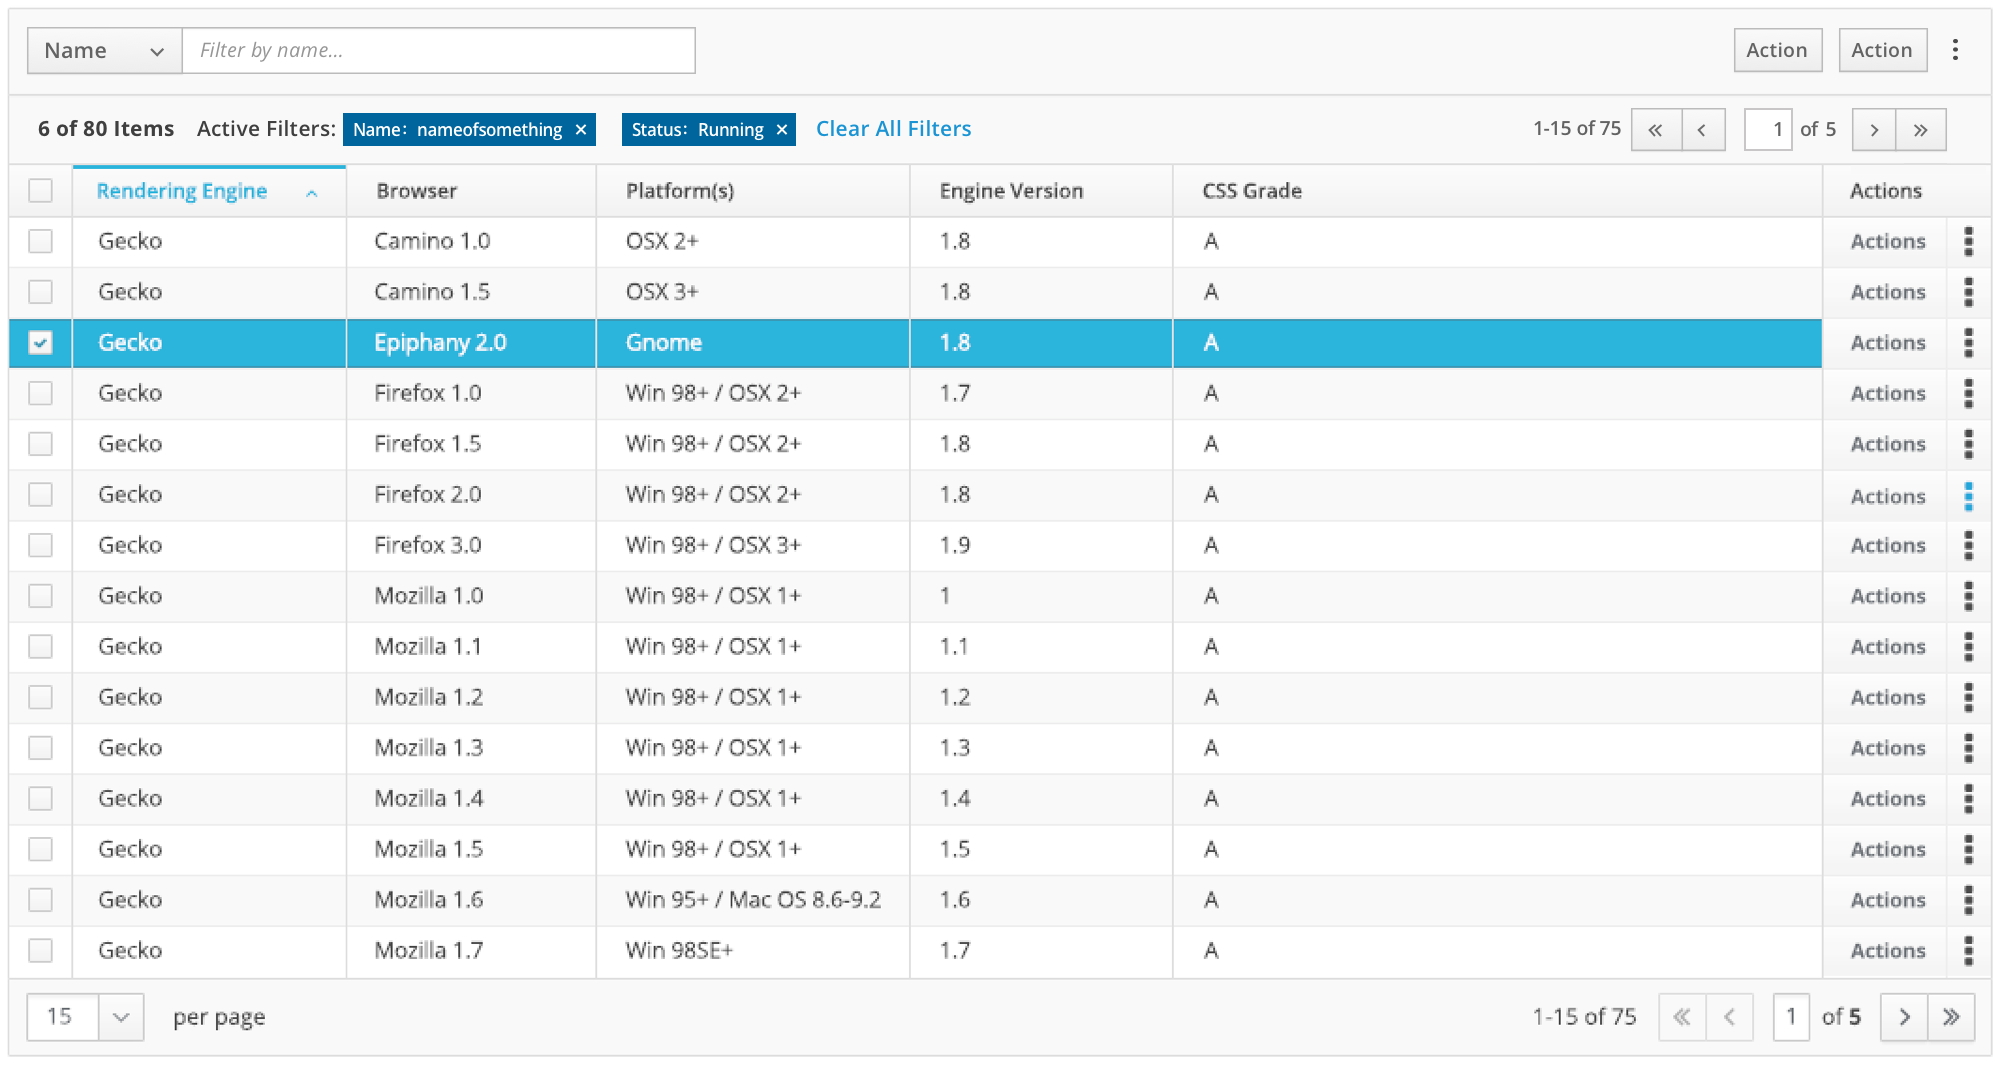 Name Filter by name... Action Action
6 of 80 Items Active Filters: Name: nameofsomething × Status: Running × Clear All Filters 1-15 of 75 « ‹ 1 of 5 › »
Rendering Engine Browser Platform(s) Engine Version CSS Grade Actions
Gecko Camino 1.0 OSX 2+ 1.8 A Actions
Gecko Camino 1.5 OSX 3+ 1.8 A Actions
Gecko Epiphany 2.0 Gnome 1.8 A Actions
Gecko Firefox 1.0 Win 98+ / OSX 2+ 1.7 A Actions
Gecko Firefox 1.5 Win 98+ / OSX 2+ 1.8 A Actions
Gecko Firefox 2.0 Win 98+ / OSX 2+ 1.8 A Actions
Gecko Firefox 3.0 Win 98+ / OSX 3+ 1.9 A Actions
Gecko Mozilla 1.0 Win 98+ / OSX 1+ 1 A Actions
Gecko Mozilla 1.1 Win 98+ / OSX 1+ 1.1 A Actions
Gecko Mozilla 1.2 Win 98+ / OSX 1+ 1.2 A Actions
Gecko Mozilla 1.3 Win 98+ / OSX 1+ 1.3 A Actions
Gecko Mozilla 1.4 Win 98+ / OSX 1+ 1.4 A Actions
Gecko Mozilla 1.5 Win 98+ / OSX 1+ 1.5 A Actions
Gecko Mozilla 1.6 Win 95+ / Mac OS 8.6-9.2 1.6 A Actions
Gecko Mozilla 1.7 Win 98SE+ 1.7 A Actions
15 per page 1-15 of 75 « ‹ 1 of 5 › »